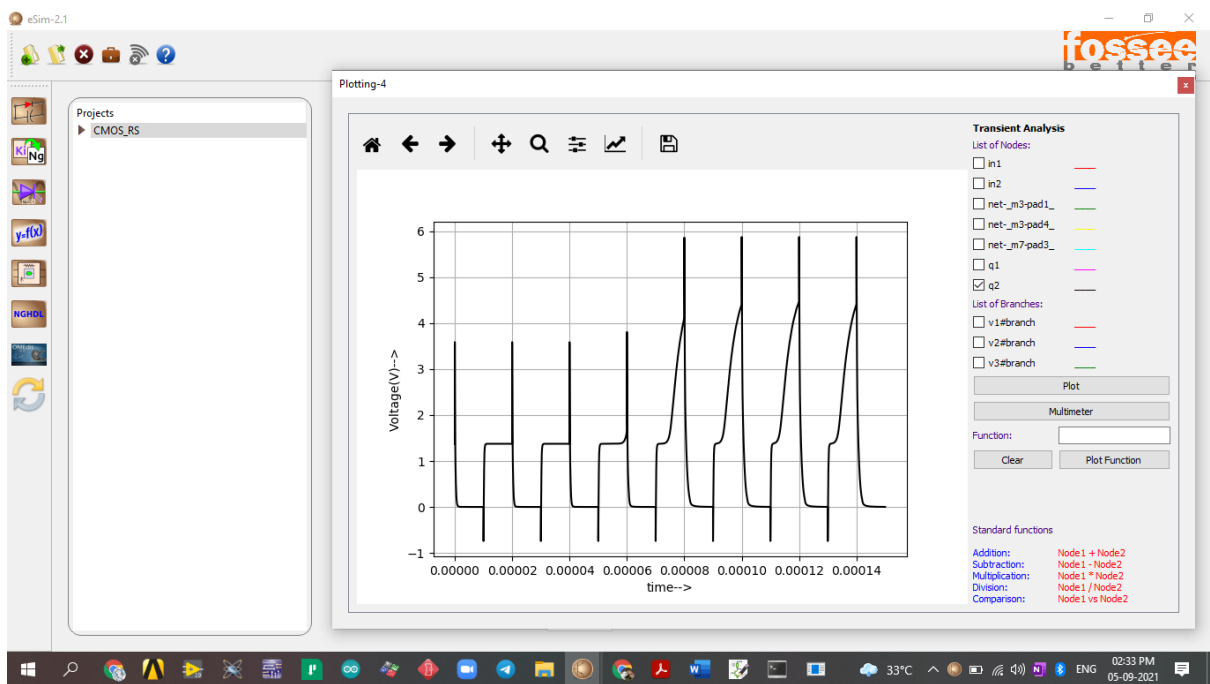 eSim-2.1
fossee
better
Plotting-4
Projects
CMOS_RS
Ki
Ng
y=f(x)
NGHDL
Transient Analysis
List of Nodes:
in1
in2
net-_m3-pad1_
net-_m3-pad4_
net-_m7-pad3_
q1
q2
List of Branches:
v1#branch
v2#branch
v3#branch
Plot
Multimeter
Function:
Clear
Plot Function
Standard functions
Addition: Node1 + Node2
Subtraction: Node1 - Node2
Multiplication: Node1 * Node2
Division: Node1 / Node2
Comparison: Node1 vs Node2
6
5
4
3
2
1
0
−1
Voltage(V)-->
0.00000 0.00002 0.00004 0.00006 0.00008 0.00010 0.00012 0.00014
time-->
33°C
ENG
02:33 PM
05-09-2021